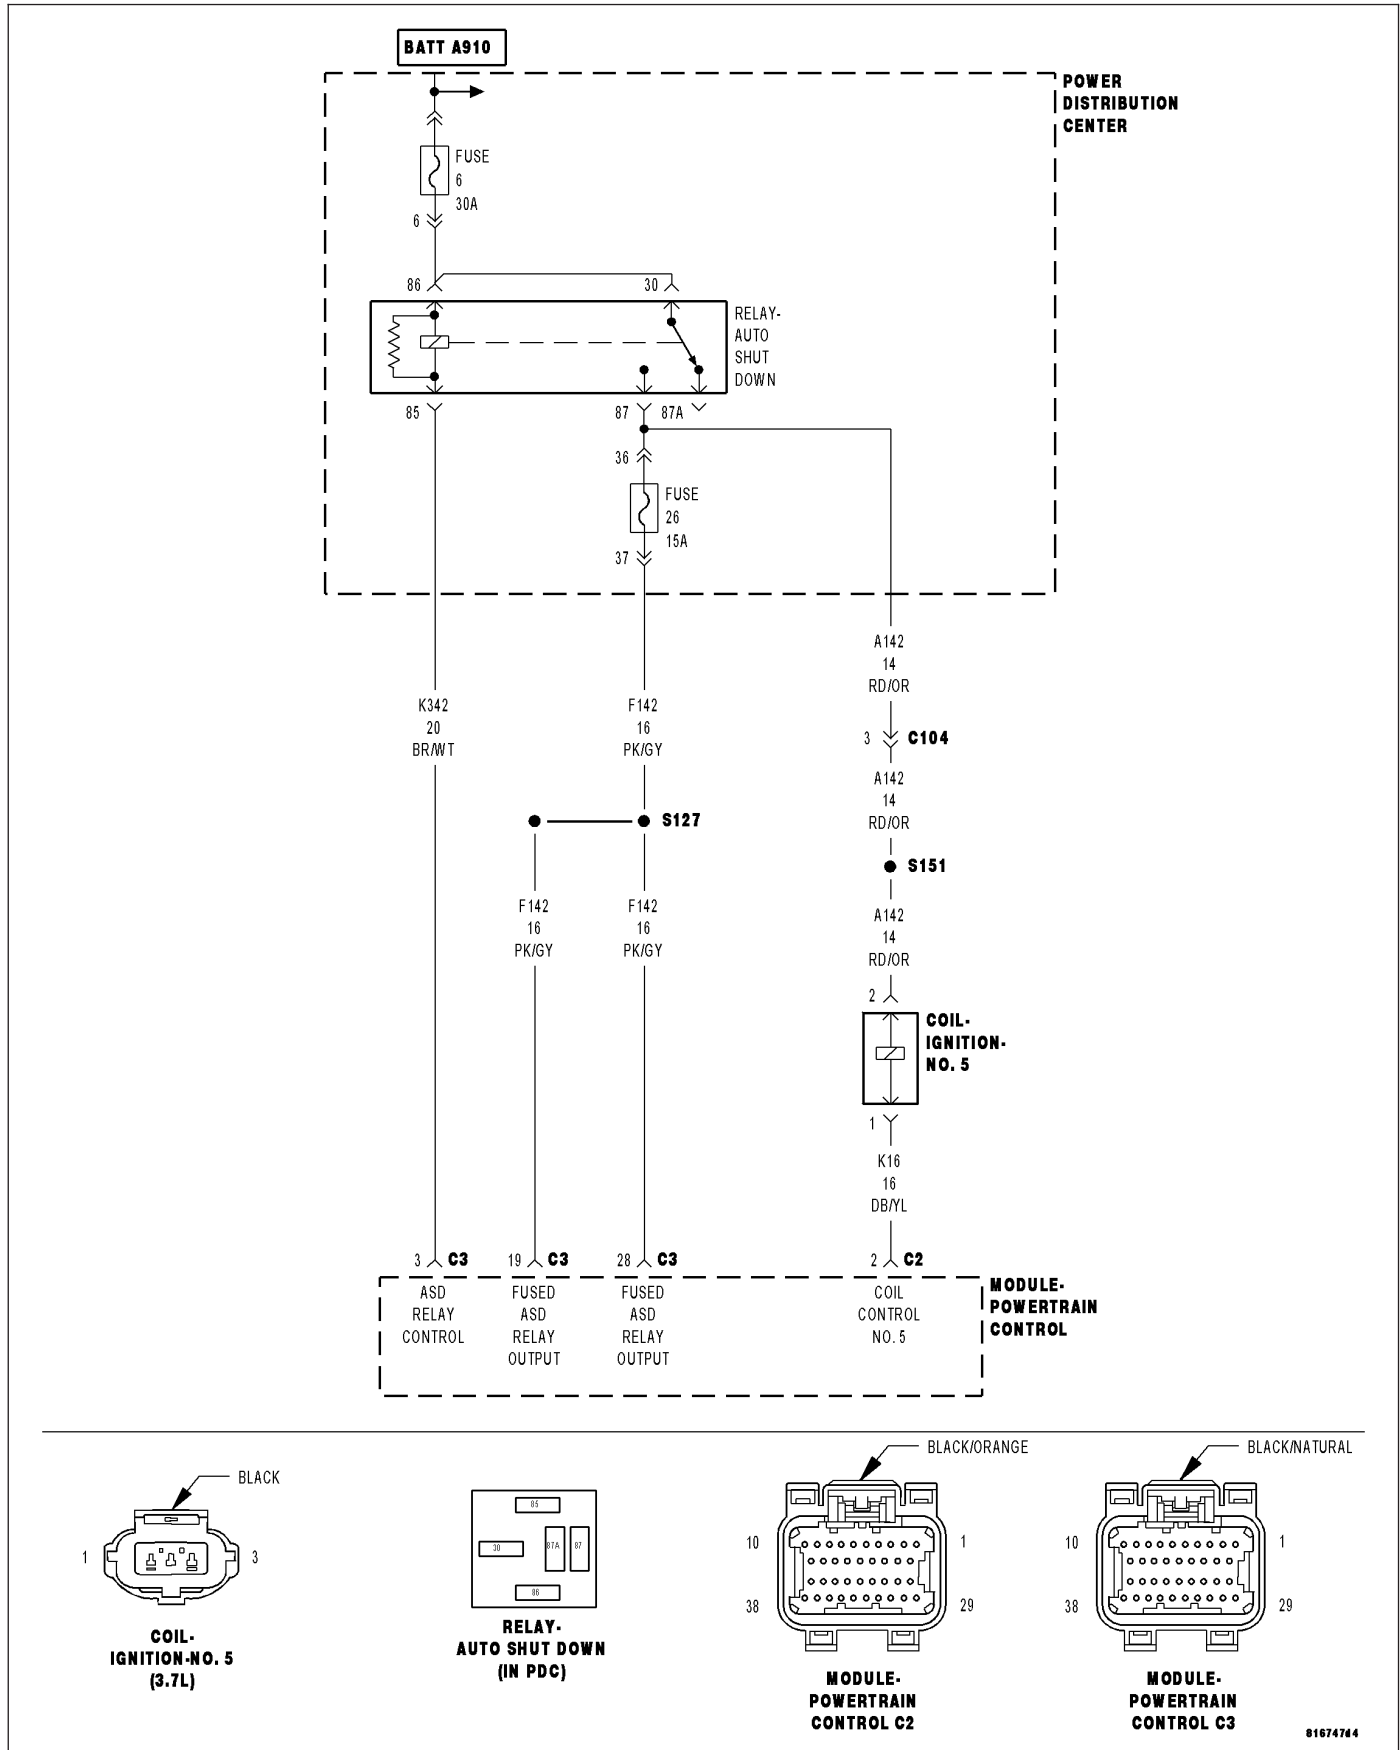 BATT A910
POWER
DISTRIBUTION
CENTER
FUSE
6
30A
6
86
30
RELAY-
AUTO
SHUT
DOWN
85
87
87A
36
FUSE
26
15A
37
A142
14
RD/OR
K342
20
BR/WT
F142
16
PK/GY
3
C104
A142
14
RD/OR
S127
S151
F142
16
PK/GY
F142
16
PK/GY
A142
14
RD/OR
2
COIL-
IGNITION-
NO. 5
1
K16
16
DB/YL
3
C3
19
C3
28
C3
2
C2
ASD
RELAY
CONTROL
FUSED
ASD
RELAY
OUTPUT
FUSED
ASD
RELAY
OUTPUT
COIL
CONTROL
NO. 5
MODULE-
POWERTRAIN
CONTROL
BLACK
1
3
COIL-
IGNITION-NO. 5
(3.7L)
85
30
87A
87
86
RELAY-
AUTO SHUT DOWN
(IN PDC)
BLACK/ORANGE
10
1
38
29
MODULE-
POWERTRAIN
CONTROL C2
BLACK/NATURAL
10
1
38
29
MODULE-
POWERTRAIN
CONTROL C3
816747d4